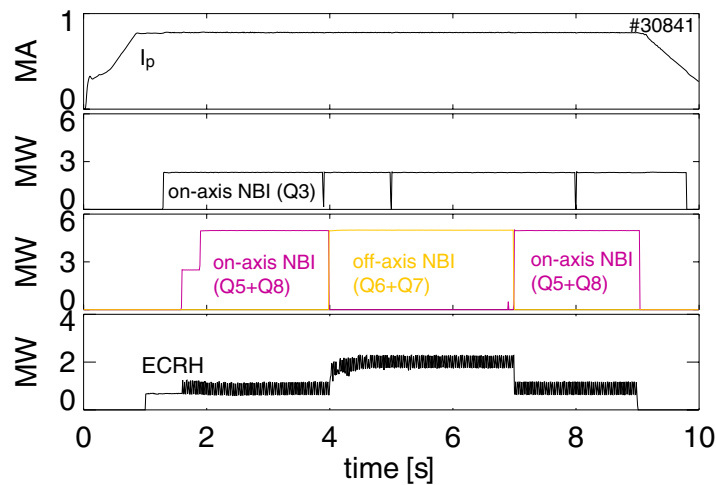 1
#30841
MA
Ip
0
6
MW
3
on-axis NBI (Q3)
0
6
MW
3
on-axis NBI
(Q5+Q8)
off-axis NBI
(Q6+Q7)
on-axis NBI
(Q5+Q8)
0
4
MW
2
ECRH
0
0 2 4 6 8 10
time [s]